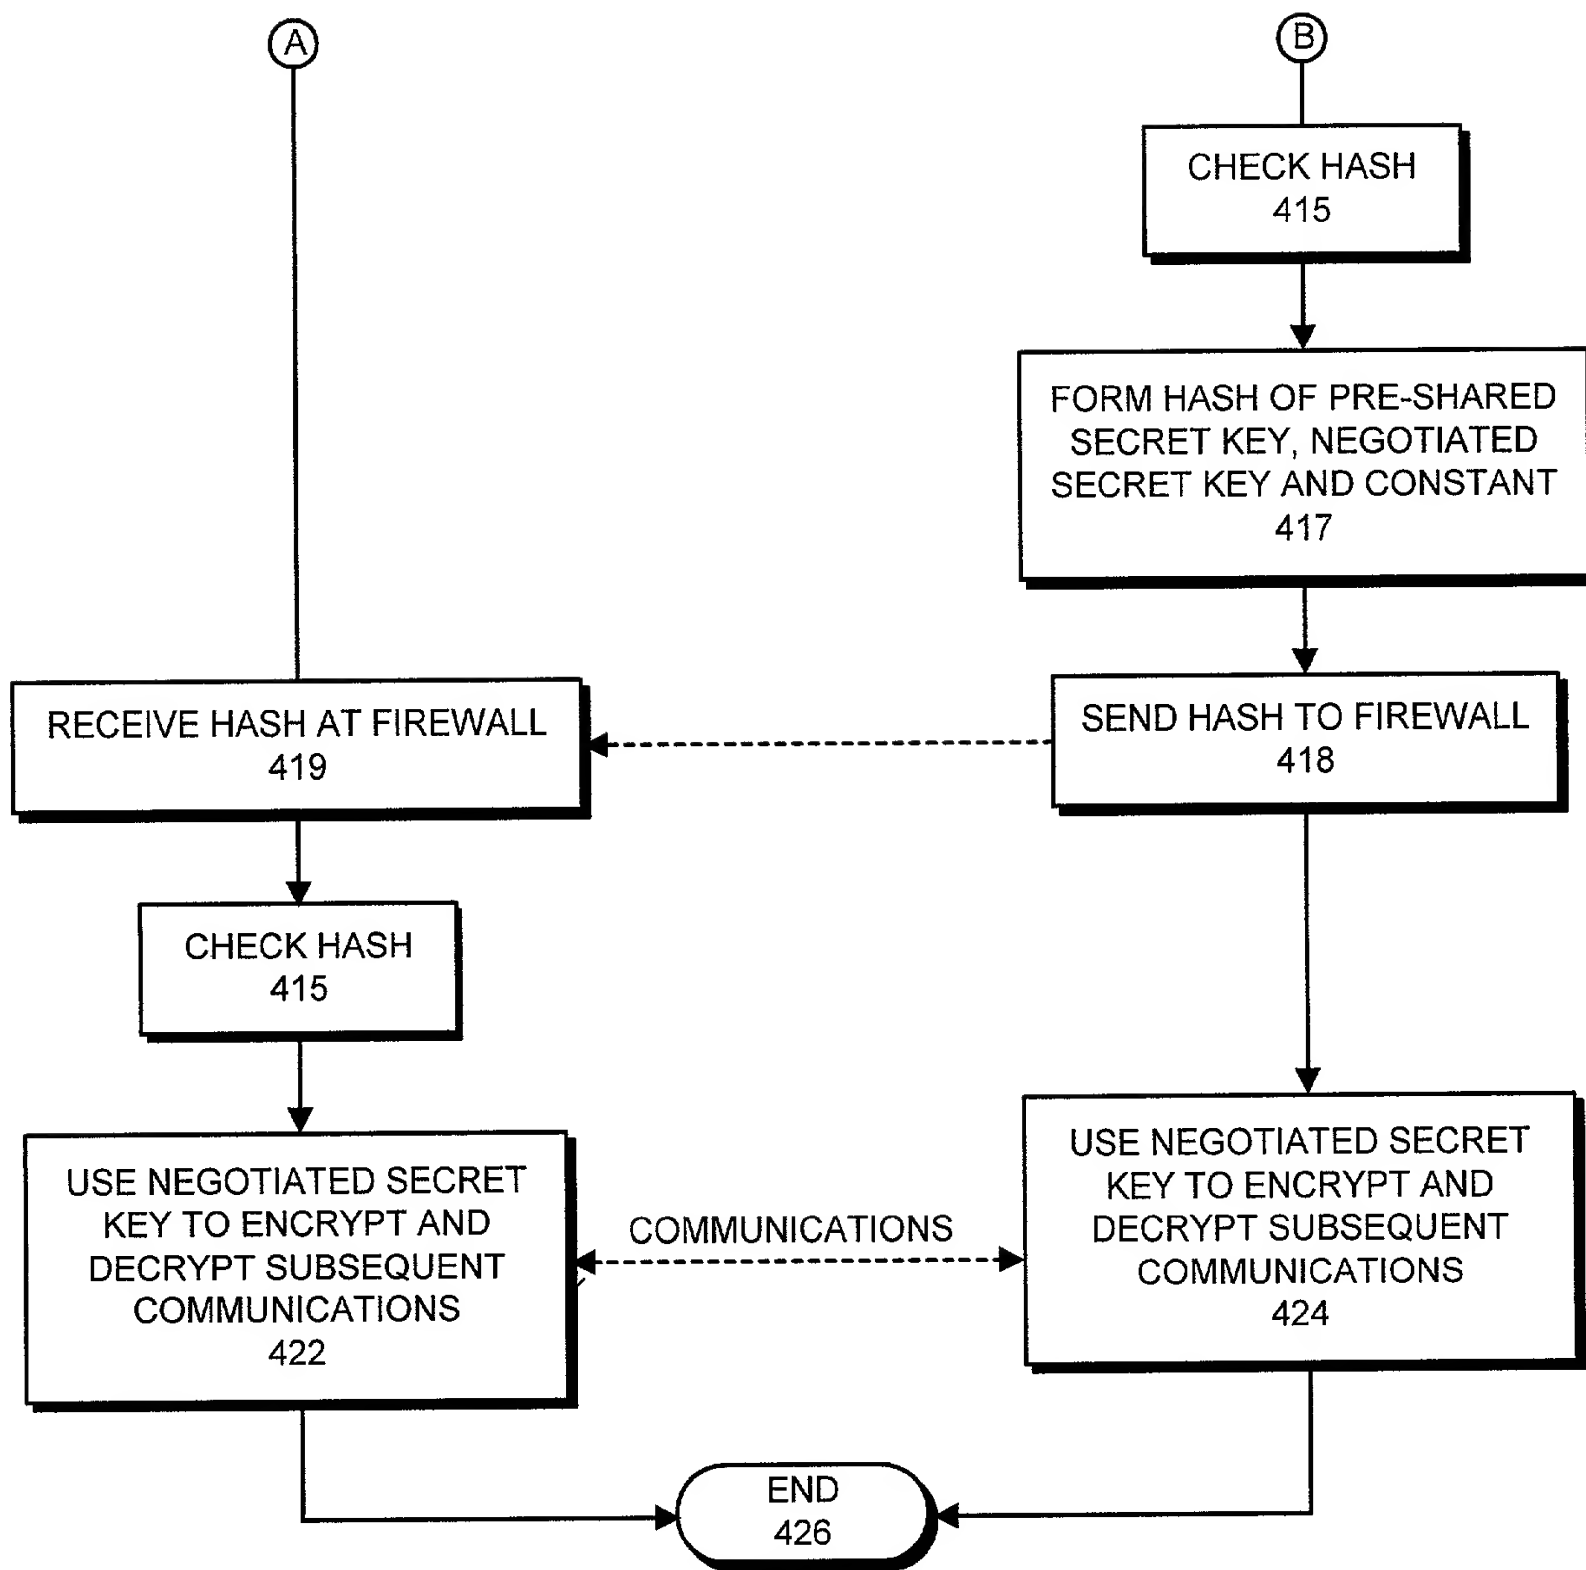 A
B
CHECK HASH
415
FORM HASH OF PRE-SHARED
SECRET KEY, NEGOTIATED
SECRET KEY AND CONSTANT
417
RECEIVE HASH AT FIREWALL
419
SEND HASH TO FIREWALL
418
CHECK HASH
415
USE NEGOTIATED SECRET
KEY TO ENCRYPT AND
DECRYPT SUBSEQUENT
COMMUNICATIONS
422
COMMUNICATIONS
USE NEGOTIATED SECRET
KEY TO ENCRYPT AND
DECRYPT SUBSEQUENT
COMMUNICATIONS
424
END
426